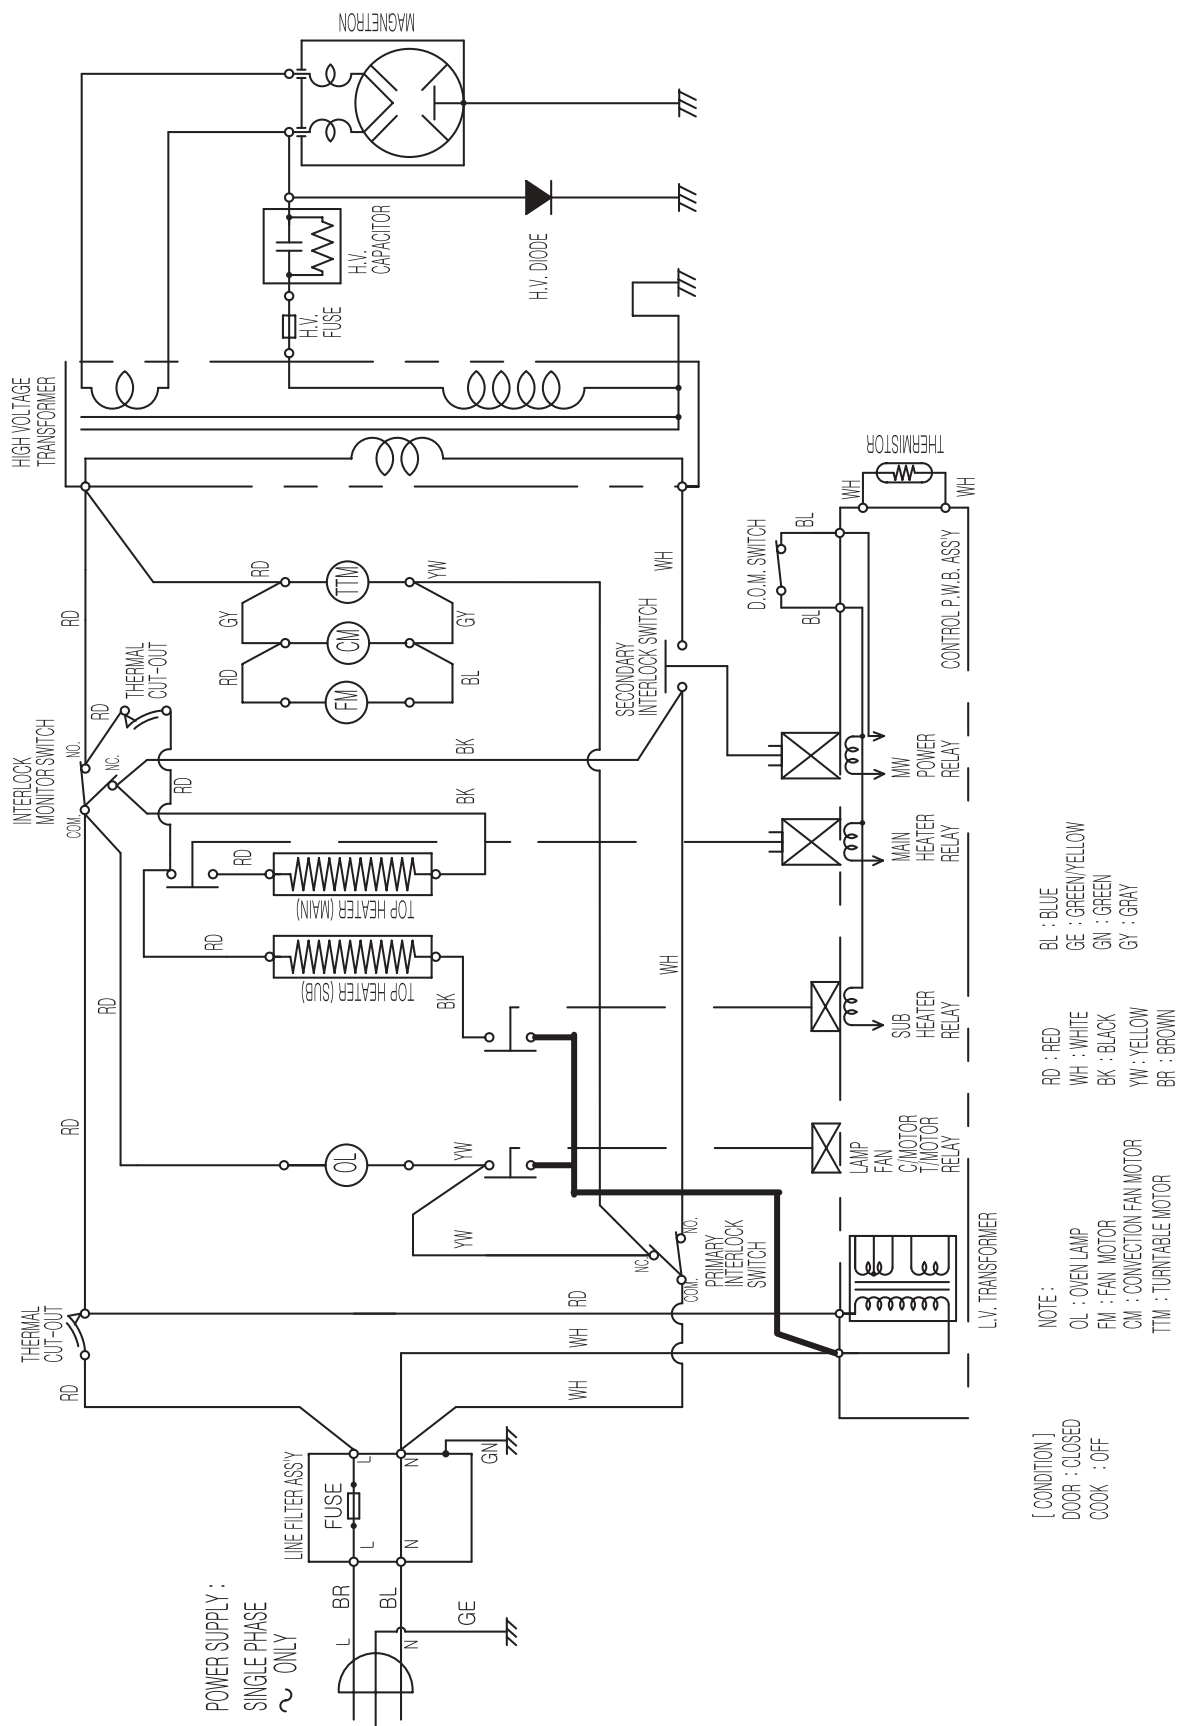 POWER SUPPLY :
SINGLE PHASE
～ ONLY
L
N
BR
BL
GE
LINE FILTER ASS'Y
FUSE
L
N
L
N
GN
RD
WH
THERMAL
CUT-OUT
RD
WH
RD
RD
OL
YW
YW
NC.
NO.
COM.
PRIMARY
INTERLOCK
SWITCH
L.V. TRANSFORMER
LAMP
FAN
C/MOTOR
T/MOTOR
RELAY
SUB
HEATER
RELAY
MAIN
HEATER
RELAY
MW
POWER
RELAY
CONTROL P.W.B. ASS'Y
RD
BK
TOP HEATER (SUB)
RD
TOP HEATER (MAIN)
RD
WH
BK
BK
INTERLOCK
MONITOR SWITCH
COM.
NO.
NC.
RD
THERMAL
CUT-OUT
RD
RD
RD
FM
BL
GY
CM
GY
RD
TTM
YW
SECONDARY
INTERLOCK SWITCH
WH
D.O.M. SWITCH
BL
BL
WH
WH
THERMISTOR
HIGH VOLTAGE
TRANSFORMER
H.V.
FUSE
H.V.
CAPACITOR
H.V. DIODE
MAGNETRON
[ CONDITION ]
DOOR : CLOSED
COOK : OFF
NOTE :
OL : OVEN LAMP
FM : FAN MOTOR
CM : CONVECTION FAN MOTOR
TTM : TURNTABLE MOTOR
RD : RED
WH : WHITE
BK : BLACK
YW : YELLOW
BR : BROWN
BL : BLUE
GE : GREEN/YELLOW
GN : GREEN
GY : GRAY